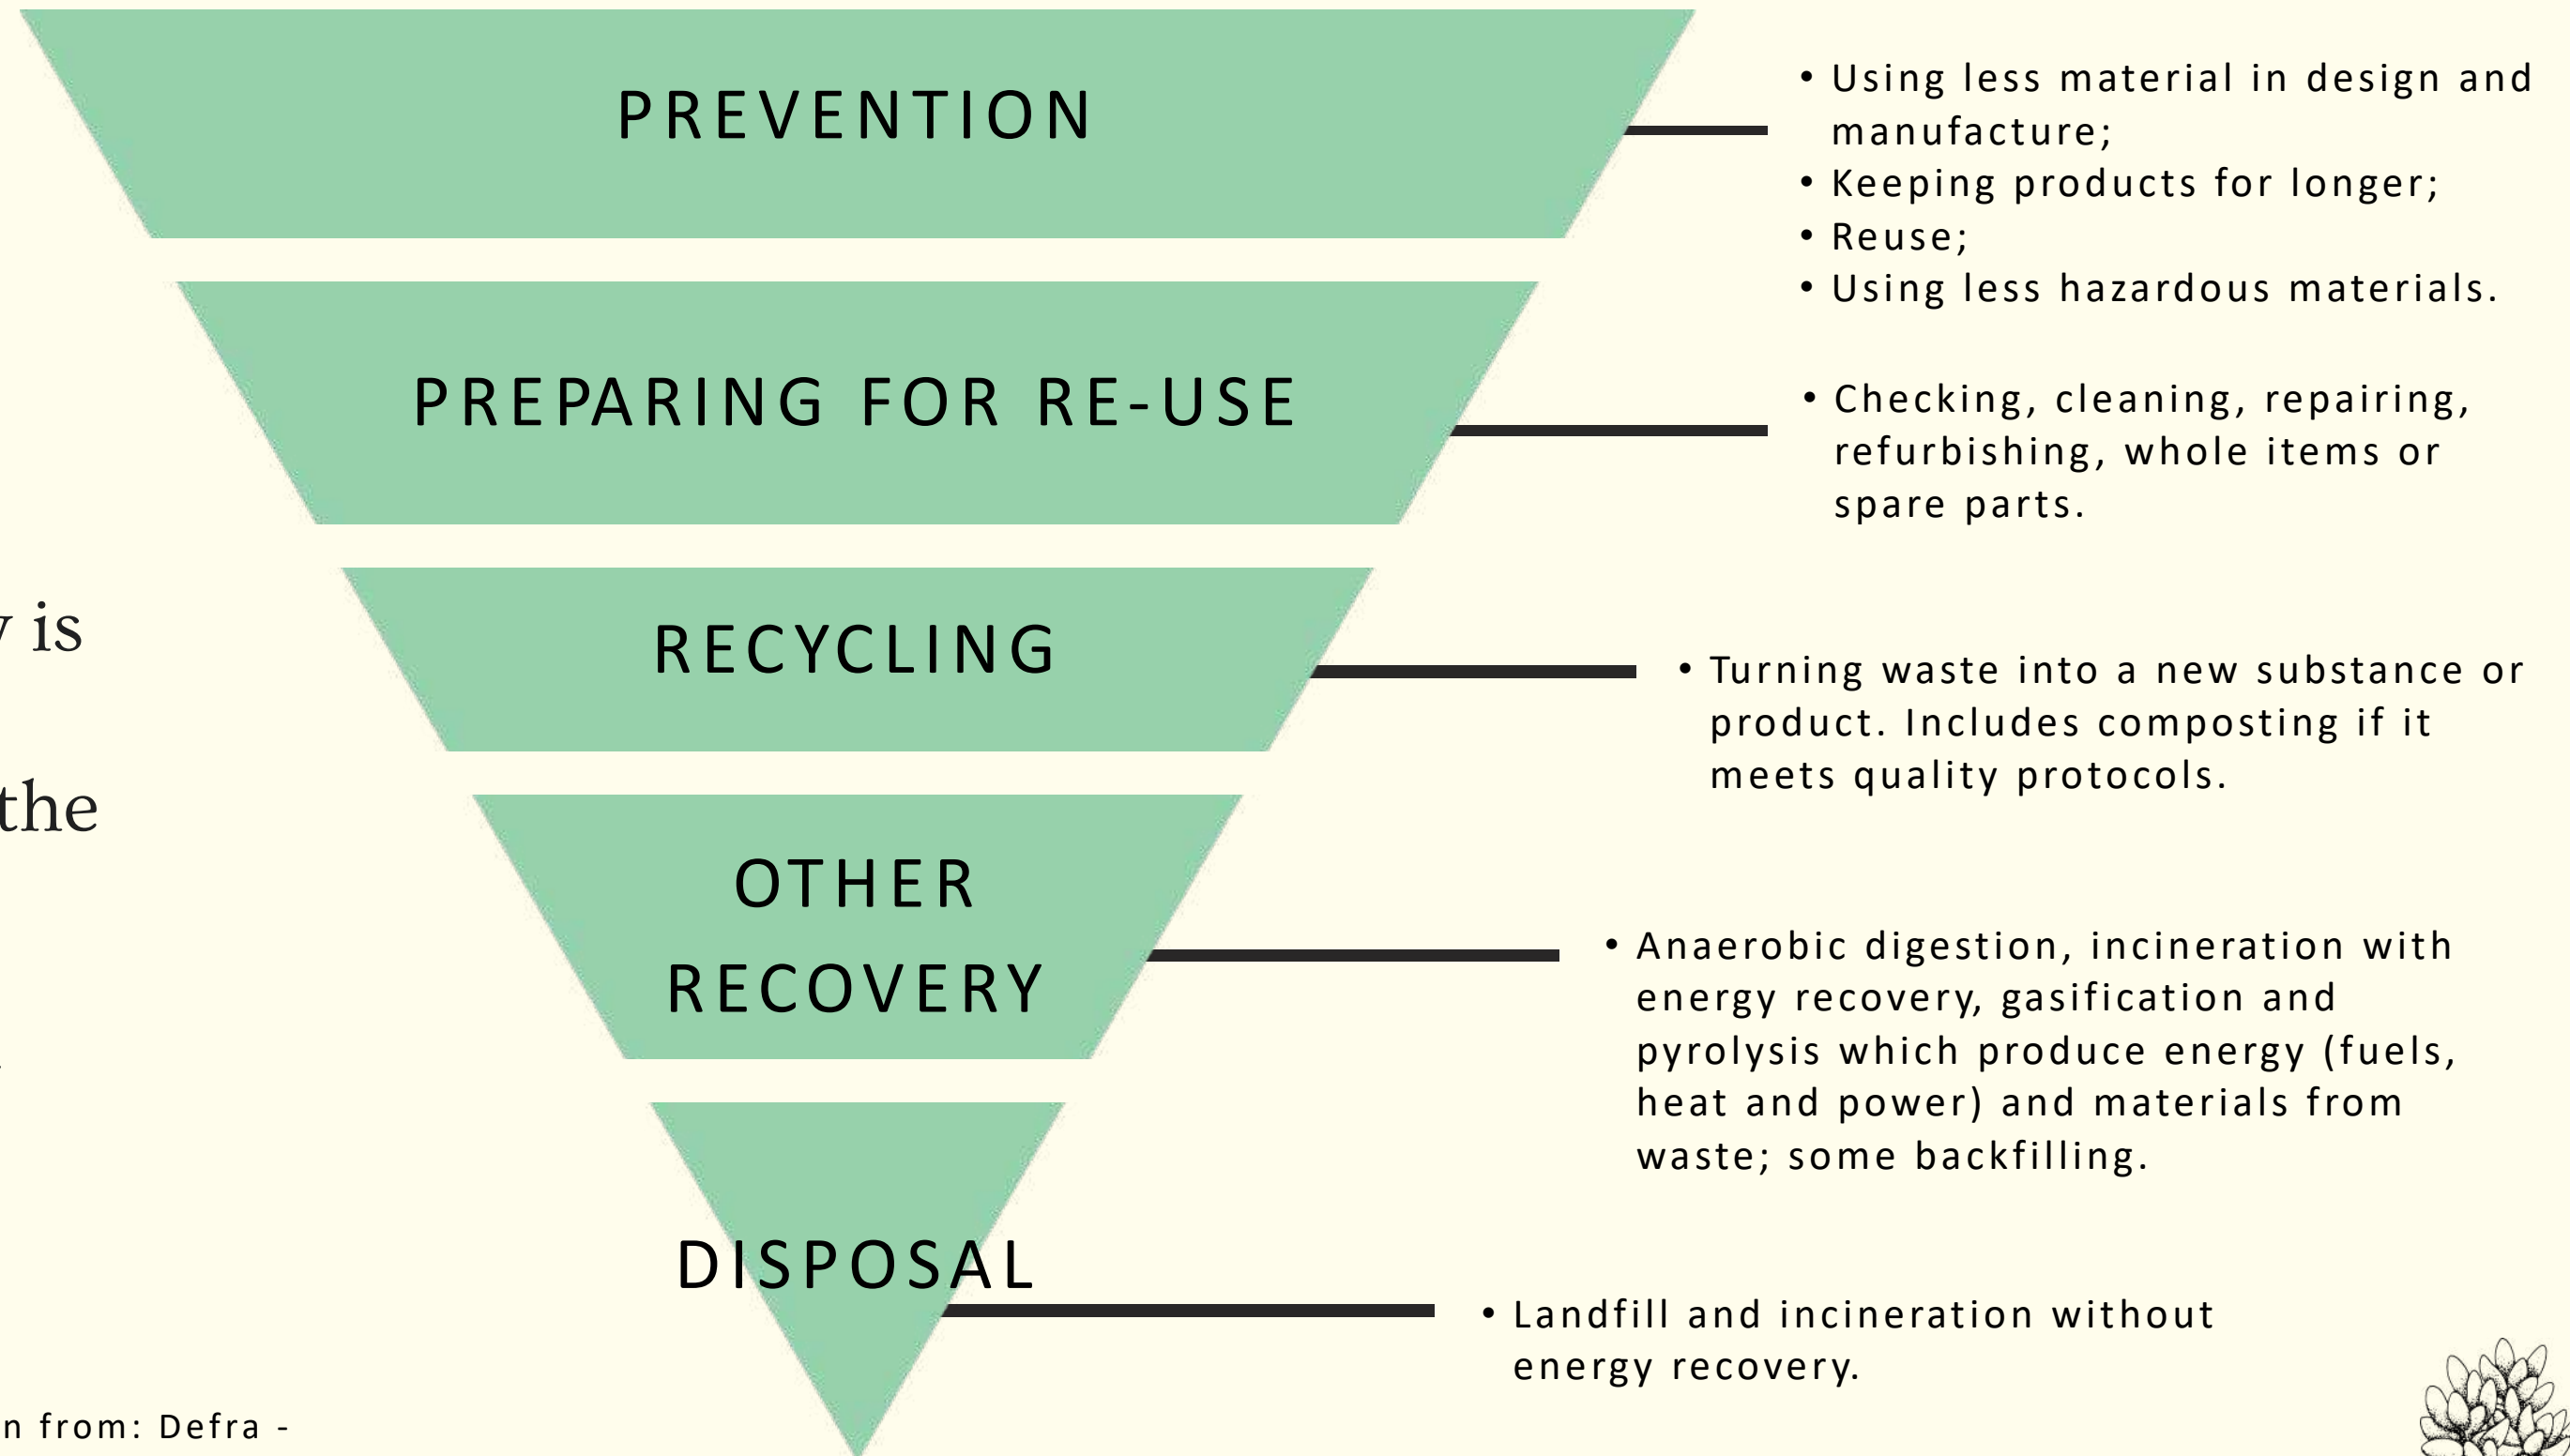 PREVENTION
• Using less material in design and
manufacture;
• Keeping products for longer;
• Reuse;
• Using less hazardous materials.
PREPARING FOR RE-USE
• Checking, cleaning, repairing,
refurbishing, whole items or
spare parts.
is
the
RECYCLING
• Turning waste into a new substance or
product. Includes composting if it
meets quality protocols.
OTHER
RECOVERY
• Anaerobic digestion, incineration with
energy recovery, gasification and
pyrolysis which produce energy (fuels,
heat and power) and materials from
waste; some backfilling.
DISPOSAL
• Landfill and incineration without
energy recovery.
from: Defra -